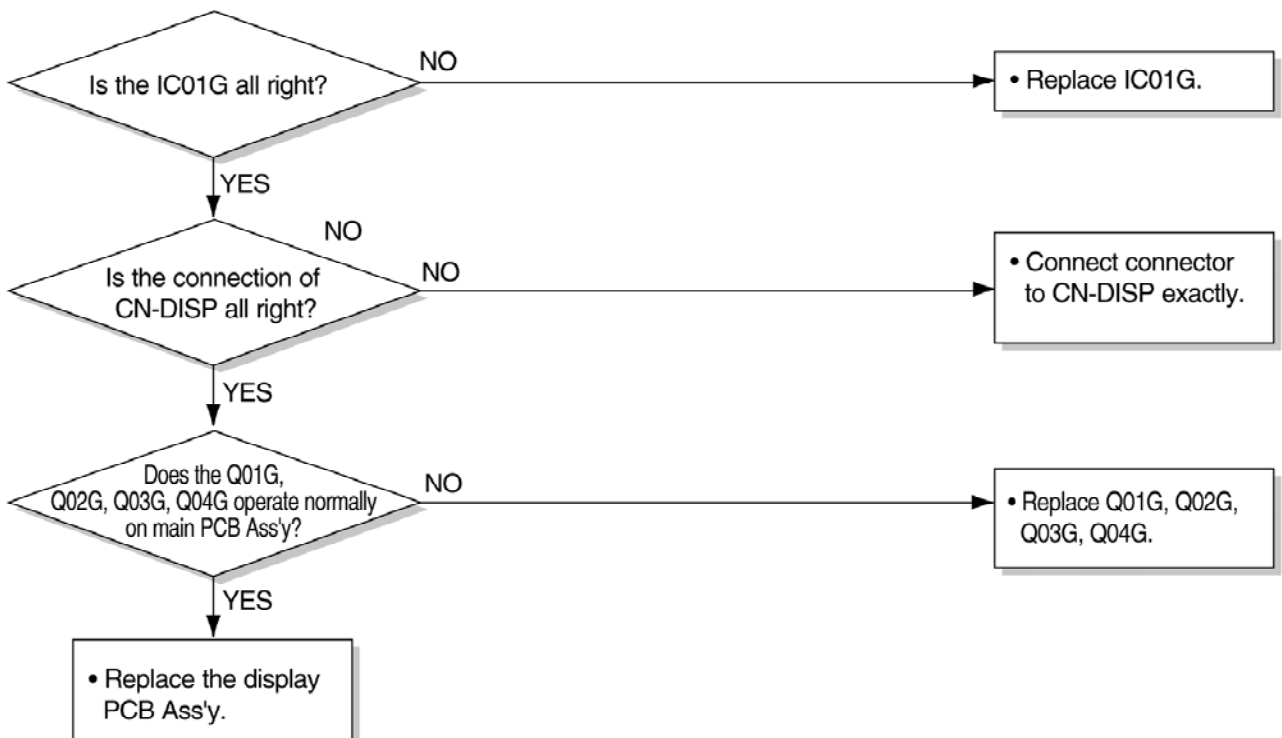 Is the IC01G all right?
NO
• Replace IC01G.
YES
NO
Is the connection of
CN-DISP all right?
NO
• Connect connector
to CN-DISP exactly.
YES
Does the Q01G,
Q02G, Q03G, Q04G operate normally
on main PCB Ass'y?
NO
• Replace Q01G, Q02G,
Q03G, Q04G.
YES
• Replace the display
PCB Ass'y.